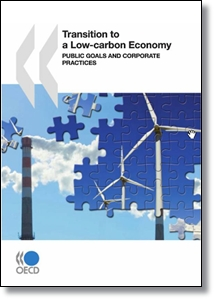 Transition to
a Low-carbon Economy
PUBLIC GOALS AND CORPORATE
PRACTICES
OECD